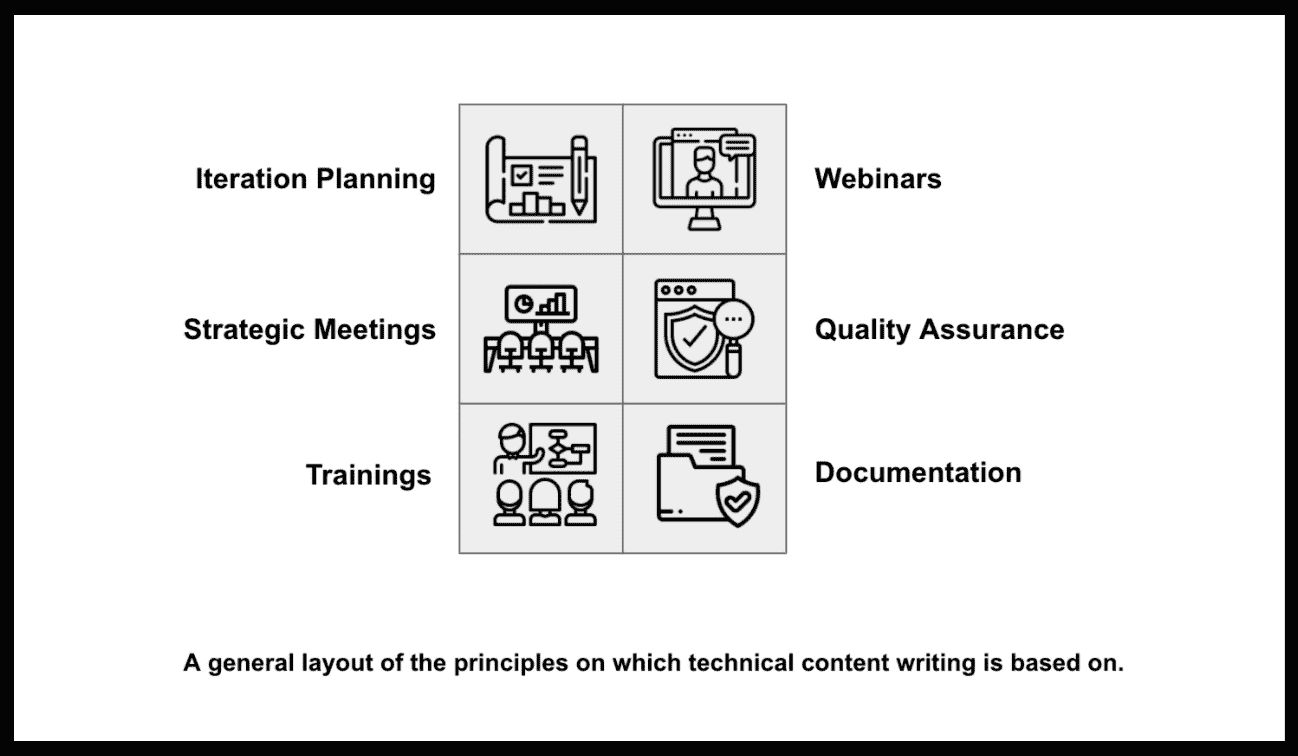 Iteration Planning
Webinars
Strategic Meetings
Quality Assurance
Trainings
Documentation
A general layout of the principles on which technical content writing is based on.